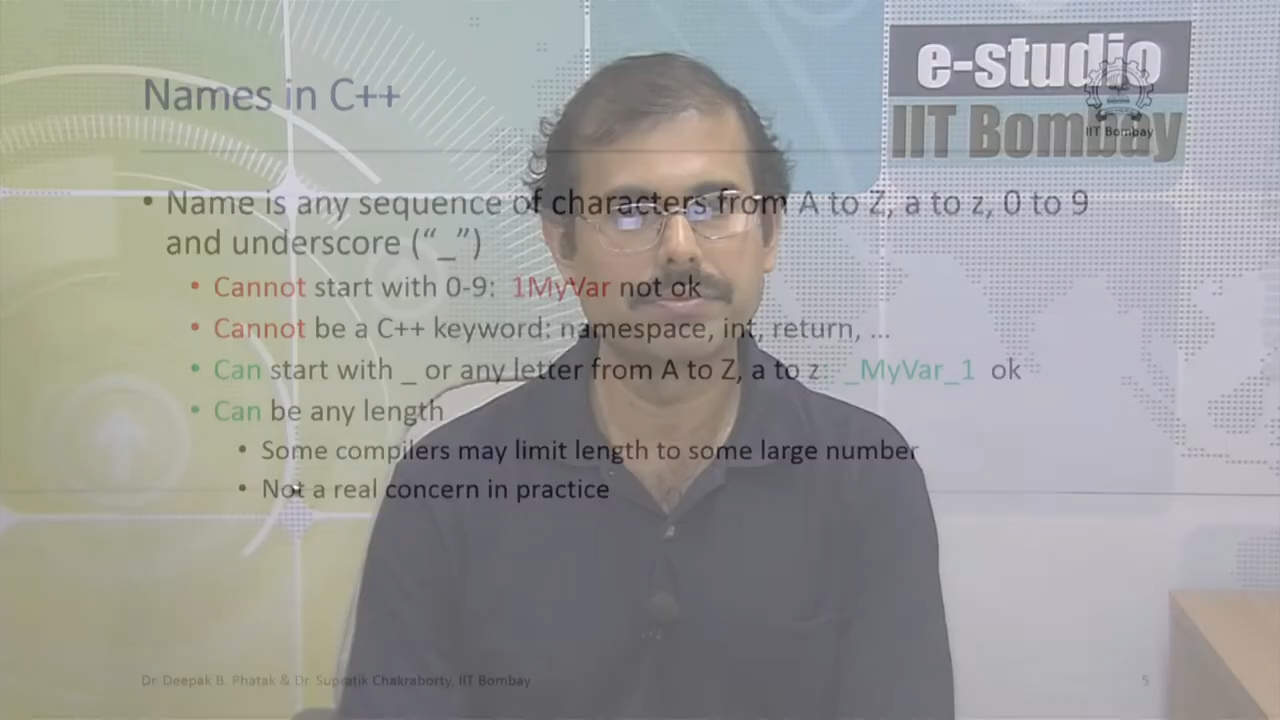 e-studio
IIT Bombay
IIT Bombay
Names in C++
• Name is any sequence of characters from A to Z, a to z, 0 to 9
and underscore (“_”)
• Cannot start with 0-9: 1MyVar not ok
• Cannot be a C++ keyword: namespace, int, return, ...
• Can start with _ or any letter from A to Z, a to z: _MyVar_1 ok
• Can be any length
• Some compilers may limit length to some large number
• Not a real concern in practice
Dr. Deepak B. Phatak & Dr. Supratik Chakraborty, IIT Bombay
5